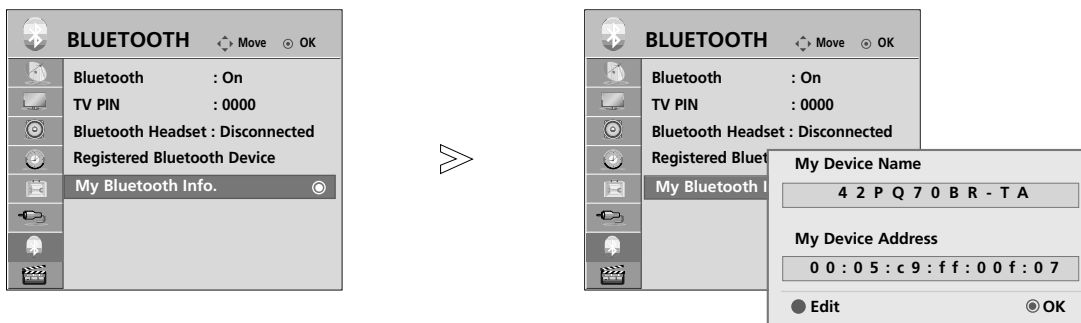 BLUETOOTH Move OK
Bluetooth : On
TV PIN : 0000
Bluetooth Headset : Disconnected
Registered Bluetooth Device
My Bluetooth Info.
BLUETOOTH Move OK
Bluetooth : On
TV PIN : 0000
Bluetooth Headset : Disconnected
Registered Bluet
My Bluetooth I
My Device Name
42PQ70BR-TA
My Device Address
00:05:c9:ff:00f:07
Edit OK